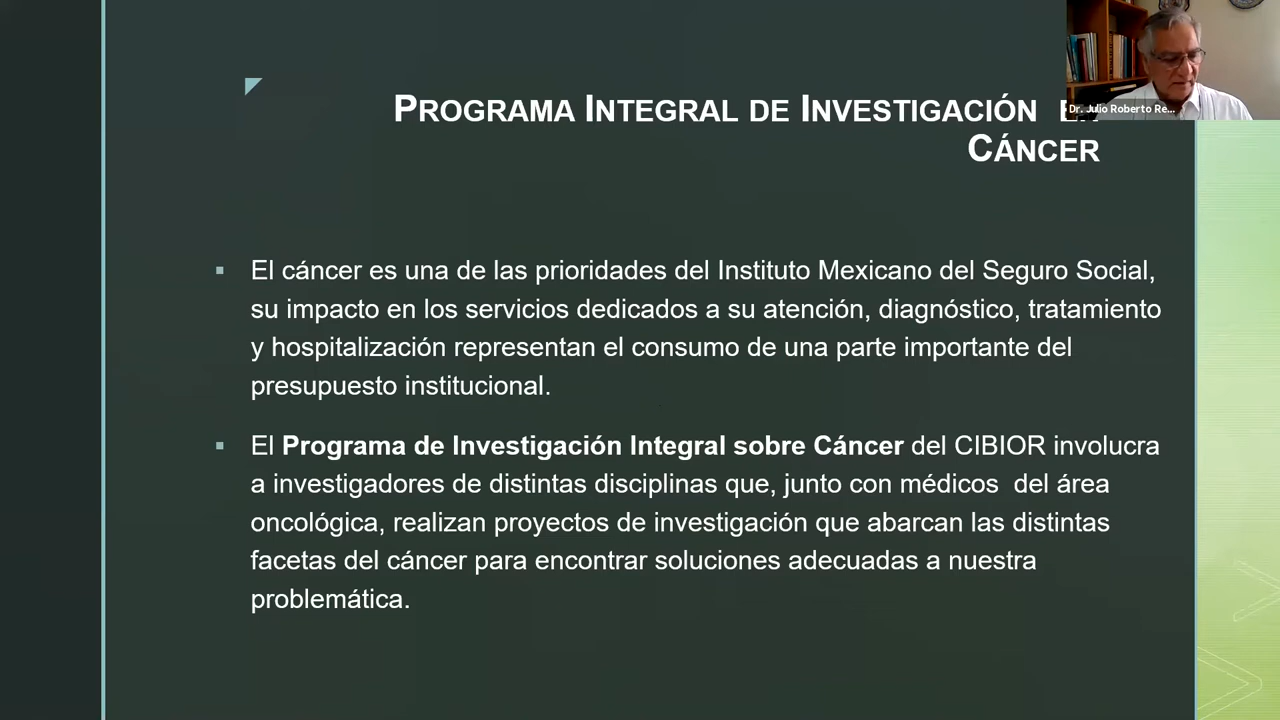 PROGRAMA INTEGRAL DE INVESTIGACIÓN EN
CÁNCER
Dr. Julio Roberto Re...
▪ El cáncer es una de las prioridades del Instituto Mexicano del Seguro Social,
su impacto en los servicios dedicados a su atención, diagnóstico, tratamiento
y hospitalización representan el consumo de una parte importante del
presupuesto institucional.
▪ El Programa de Investigación Integral sobre Cáncer del CIBIOR involucra
a investigadores de distintas disciplinas que, junto con médicos del área
oncológica, realizan proyectos de investigación que abarcan las distintas
facetas del cáncer para encontrar soluciones adecuadas a nuestra
problemática.